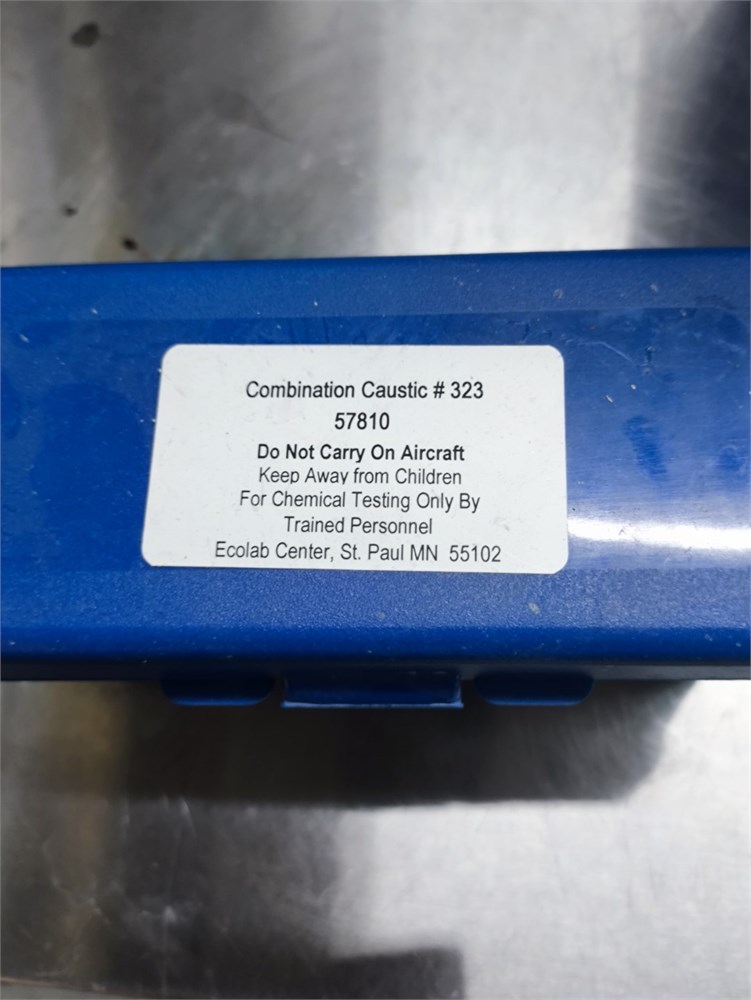 Combination Caustic # 323
57810
Do Not Carry On Aircraft
Keep Away from Children
For Chemical Testing Only By
Trained Personnel
Ecolab Center, St. Paul MN 55102